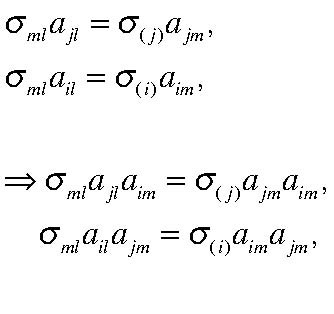 σ_{ml}a_{jl} = σ_{(j)}a_{jm},
σ_{ml}a_{il} = σ_{(i)}a_{im},
⇒ σ_{ml}a_{jl}a_{im} = σ_{(j)}a_{jm}a_{im},
σ_{ml}a_{il}a_{jm} = σ_{(i)}a_{im}a_{jm},